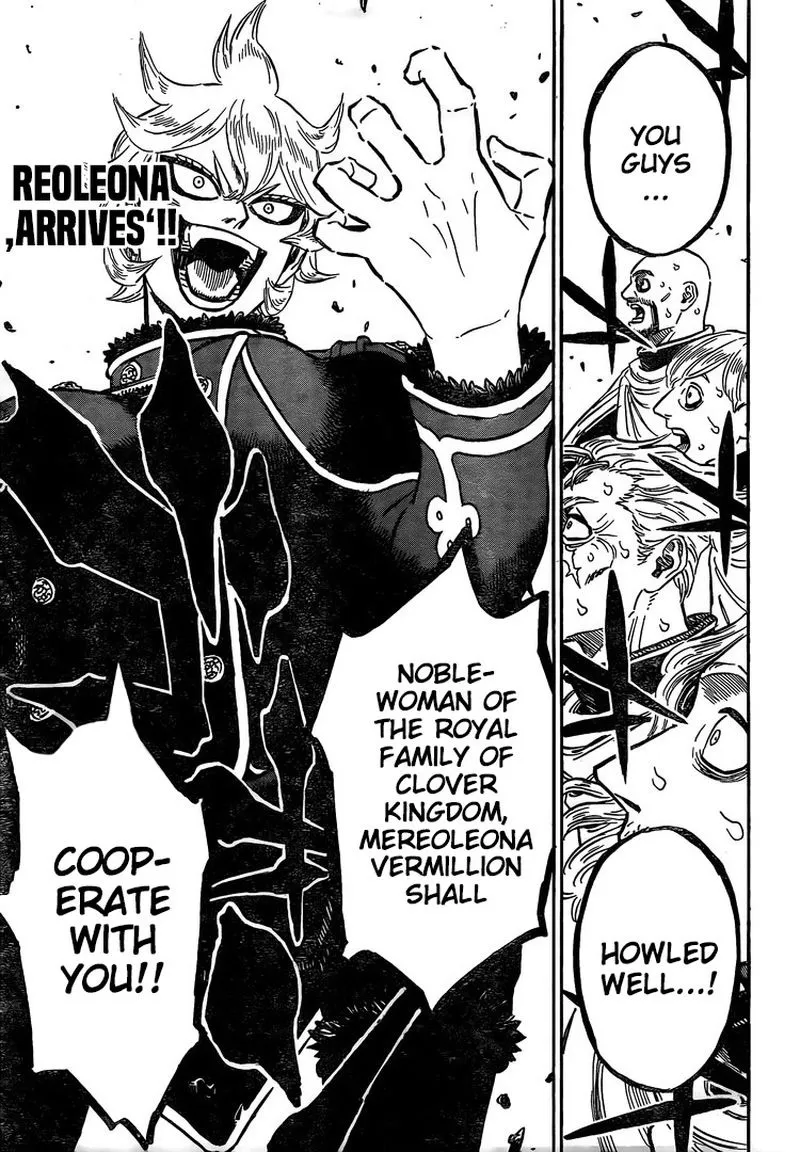 YOU
GUYS
...
HOWLED
WELL...!
REOLEONA
‚ARRIVES‘!!
NOBLE-
WOMAN OF
THE ROYAL
FAMILY OF
CLOVER
KINGDOM,
MEREOLEONA
VERMILLION
SHALL
COOP-
ERATE
WITH
YOU!!